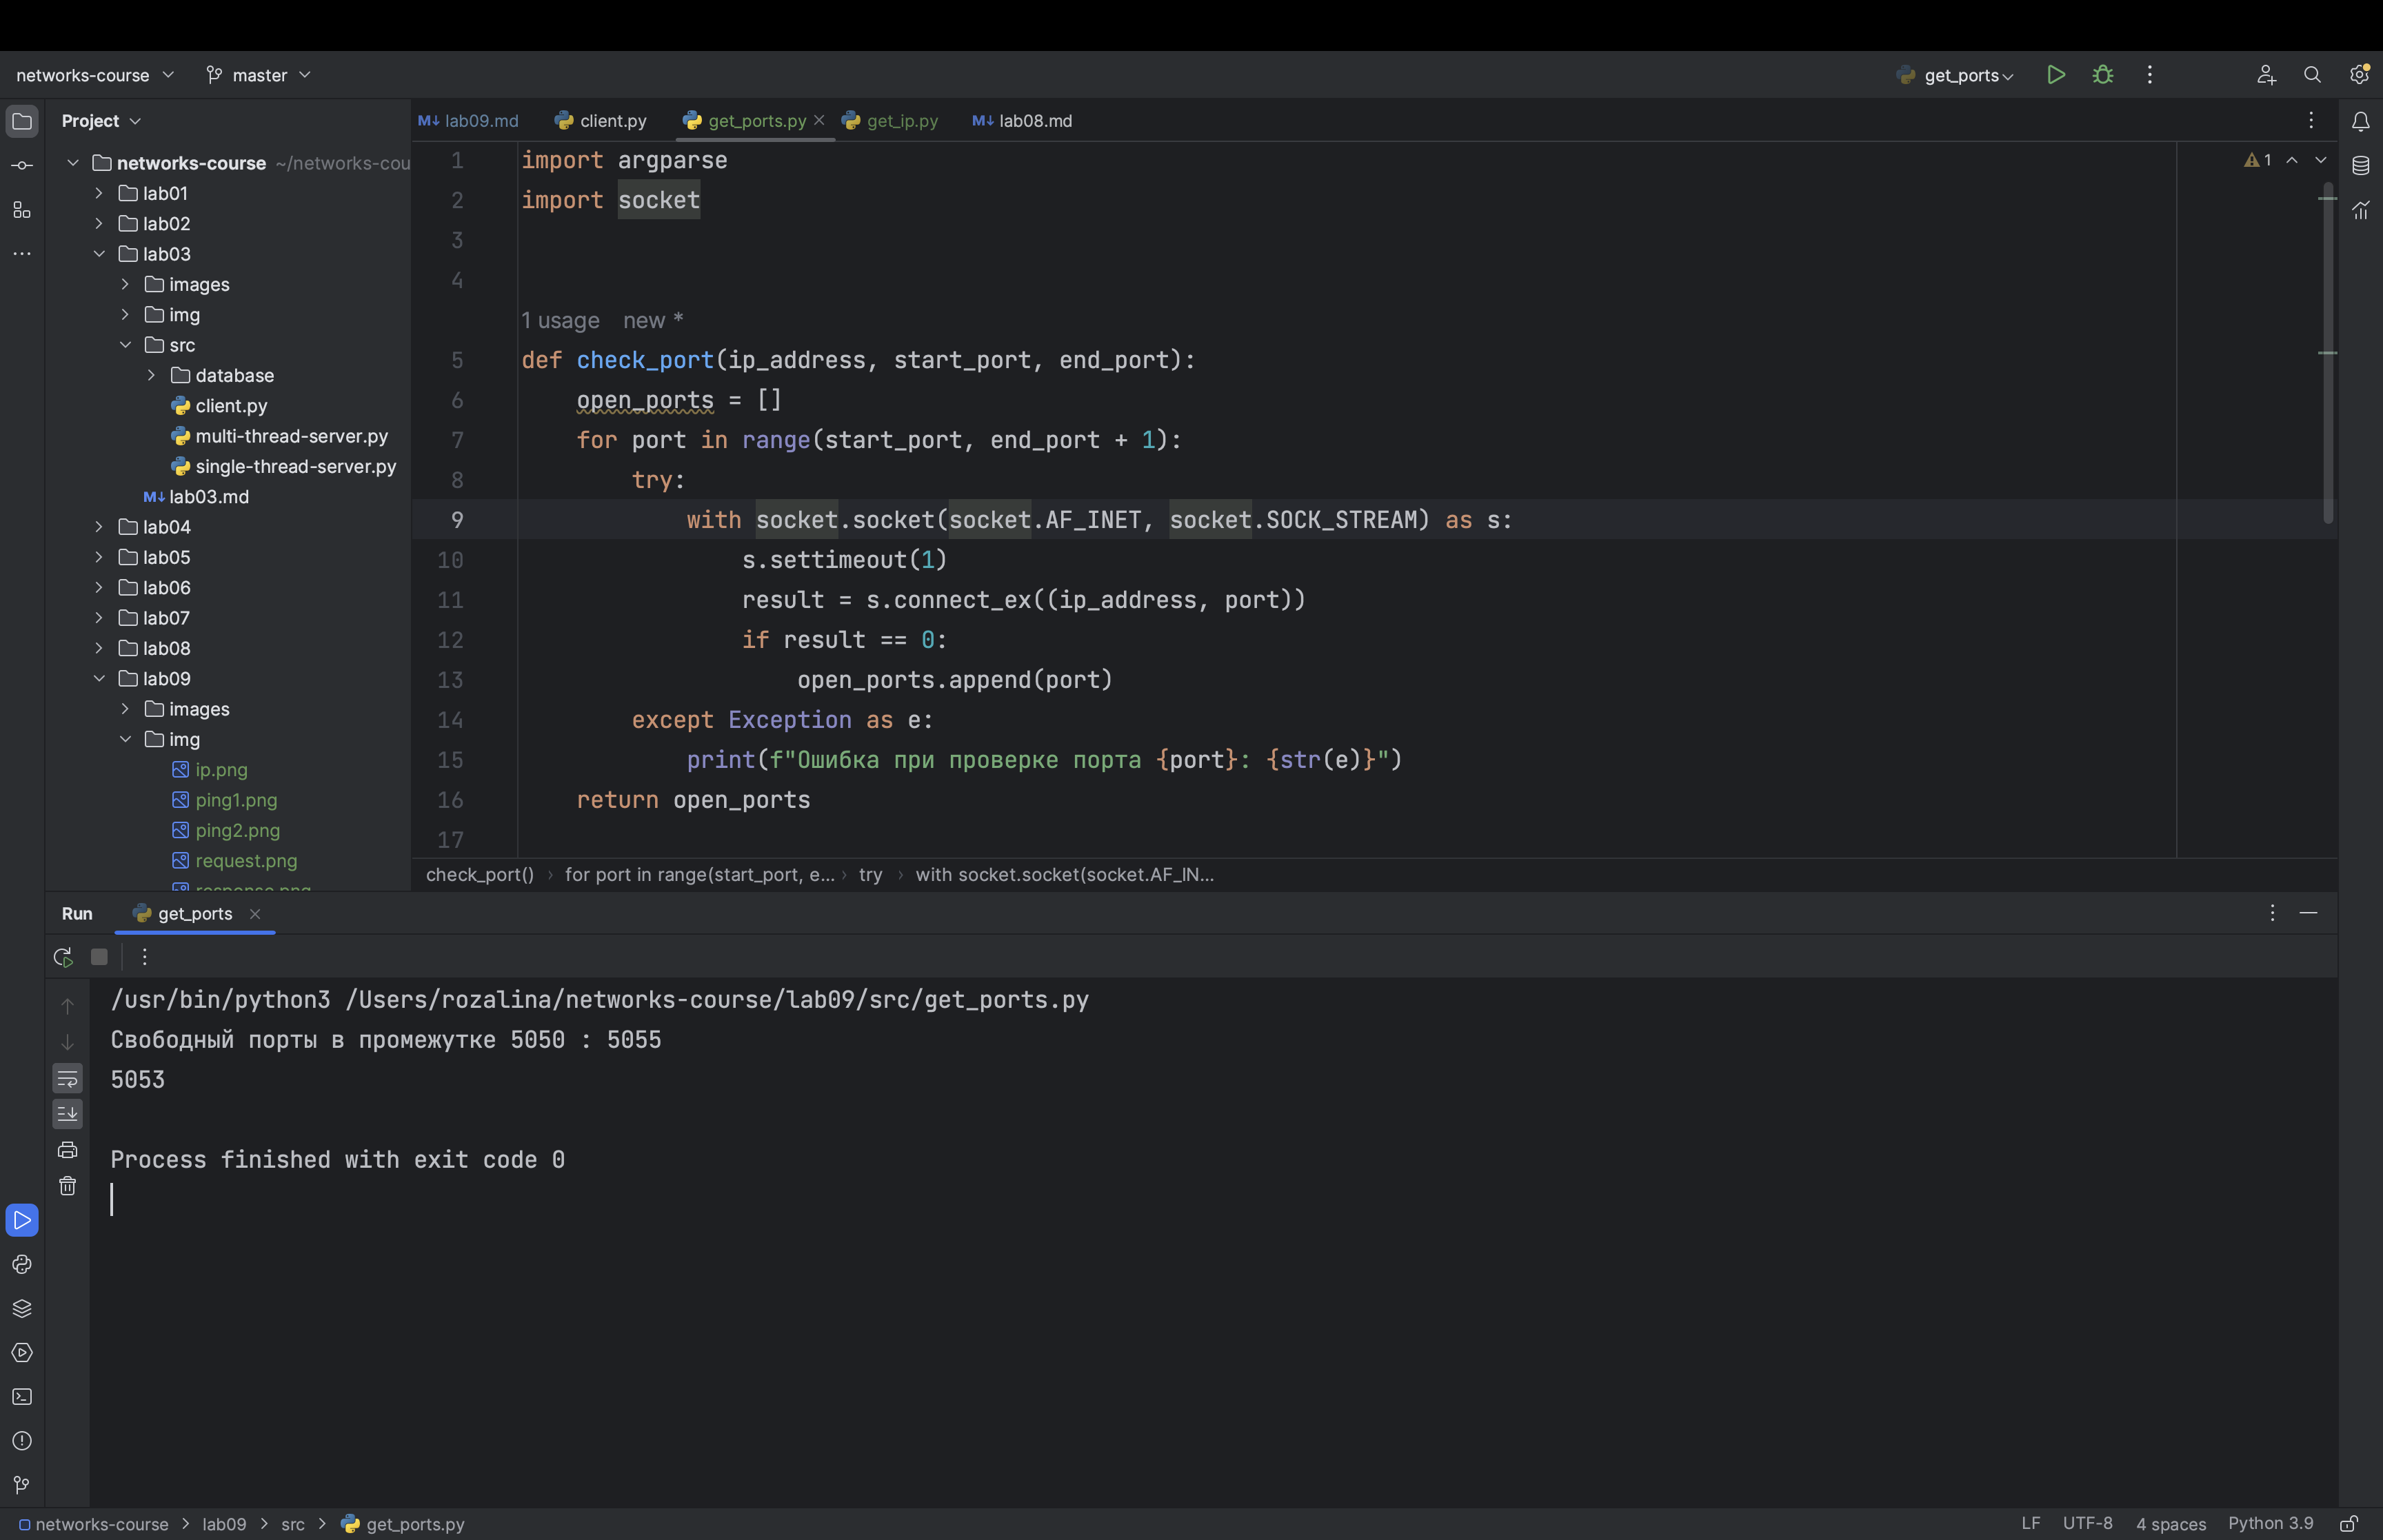 networks-course
master
get_ports
Project
lab09.md
client.py
get_ports.py
get_ip.py
lab08.md
networks-course ~/networks-cou
lab01
lab02
lab03
images
img
src
database
client.py
multi-thread-server.py
single-thread-server.py
lab03.md
lab04
lab05
lab06
lab07
lab08
lab09
images
img
ip.png
ping1.png
ping2.png
request.png
response.png
1
1 import argparse
2 import socket
3
4
1 usage new *
5 def check_port(ip_address, start_port, end_port):
6 open_ports = []
7 for port in range(start_port, end_port + 1):
8 try:
9 with socket.socket(socket.AF_INET, socket.SOCK_STREAM) as s:
10 s.settimeout(1)
11 result = s.connect_ex((ip_address, port))
12 if result == 0:
13 open_ports.append(port)
14 except Exception as e:
15 print(f"Ошибка при проверке порта {port}: {str(e)}")
16 return open_ports
17
check_port() › for port in range(start_port, e... › try › with socket.socket(socket.AF_IN...
Run
get_ports
/usr/bin/python3 /Users/rozalina/networks-course/lab09/src/get_ports.py
Свободный порты в промежутке 5050 : 5055
5053
Process finished with exit code 0
networks-course > lab09 > src > get_ports.py
LF UTF-8 4 spaces Python 3.9